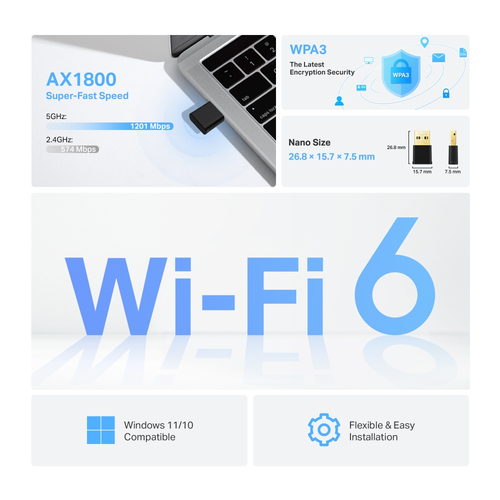 AX1800
Super-Fast Speed
5GHz:
1201 Mbps
2.4GHz:
574 Mbps
WPA3
The Latest
Encryption Security
WPA3
Nano Size
26.8 × 15.7 × 7.5 mm
26.8 mm
15.7 mm
7.5 mm
Wi-Fi 6
Windows 11/10
Compatible
Flexible & Easy
Installation